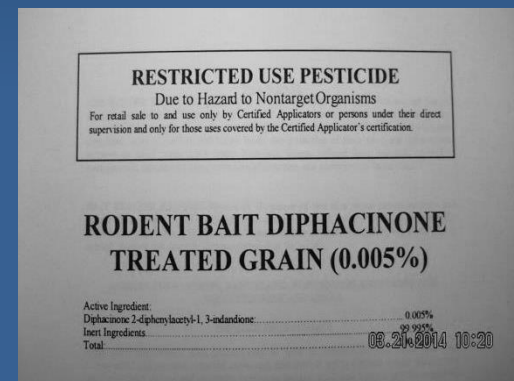 RESTRICTED USE PESTICIDE
Due to Hazard to Nontarget Organisms
For retail sale to and use only by Certified Applicators or persons under their direct
supervision and only for those uses covered by the Certified Applicator's certification.
RODENT BAIT DIPHACINONE
TREATED GRAIN (0.005%)
Active Ingredient:
Diphacinone 2-diphenylacetyl-1, 3-indandione:.......... 0.005%
Inert Ingredients.......... 99.995%
Total
03.21.2014 10:20